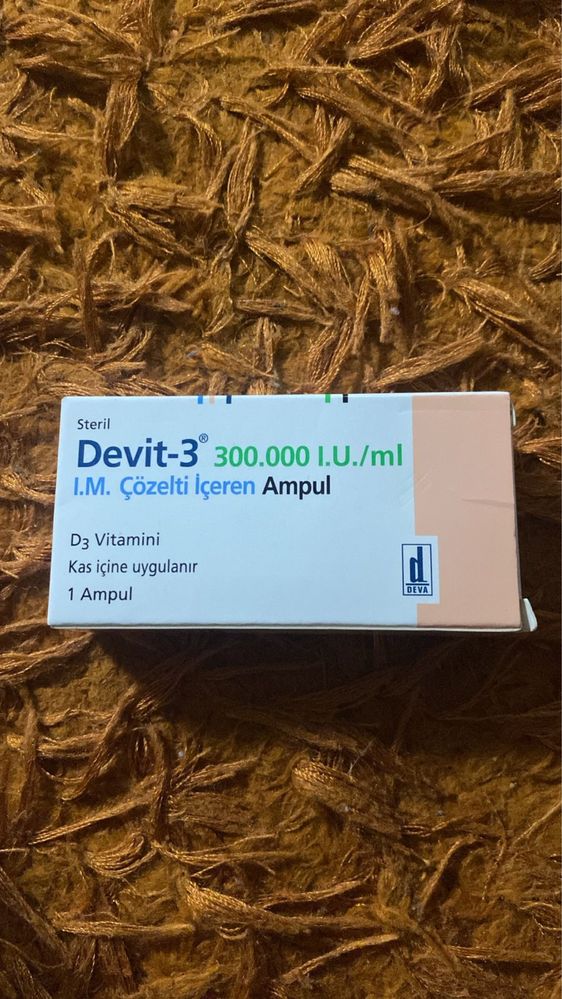 Steril
Devit-3® 300.000 I.U./ml
I.M. Çözelti İçeren Ampul
D3 Vitamini
Kas içine uygulanır
1 Ampul
d
DEVA